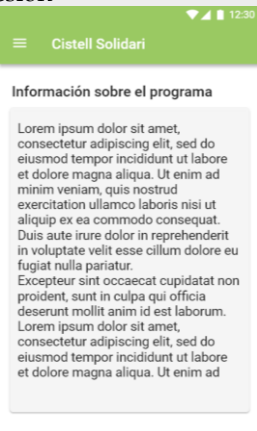 12:30
Cistell Solidari
Información sobre el programa
Lorem ipsum dolor sit amet,
consectetur adipiscing elit, sed do
eiusmod tempor incididunt ut labore
et dolore magna aliqua. Ut enim ad
minim veniam, quis nostrud
exercitation ullamco laboris nisi ut
aliquip ex ea commodo consequat.
Duis aute irure dolor in reprehenderit
in voluptate velit esse cillum dolore eu
fugiat nulla pariatur.
Excepteur sint occaecat cupidatat non
proident, sunt in culpa qui officia
deserunt mollit anim id est laborum.
Lorem ipsum dolor sit amet,
consectetur adipiscing elit, sed do
eiusmod tempor incididunt ut labore
et dolore magna aliqua. Ut enim ad